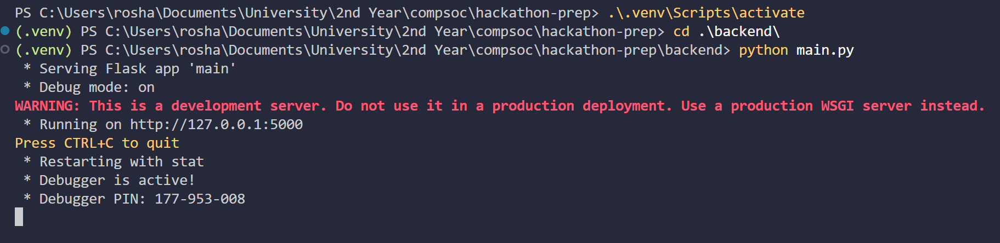 PS C:\Users\rosha\Documents\University\2nd Year\compsoc\hackathon-prep> .\.venv\Scripts\activate
(.venv) PS C:\Users\rosha\Documents\University\2nd Year\compsoc\hackathon-prep> cd .\backend\
(.venv) PS C:\Users\rosha\Documents\University\2nd Year\compsoc\hackathon-prep\backend> python main.py
 * Serving Flask app 'main'
 * Debug mode: on
WARNING: This is a development server. Do not use it in a production deployment. Use a production WSGI server instead.
 * Running on http://127.0.0.1:5000
Press CTRL+C to quit
 * Restarting with stat
 * Debugger is active!
 * Debugger PIN: 177-953-008